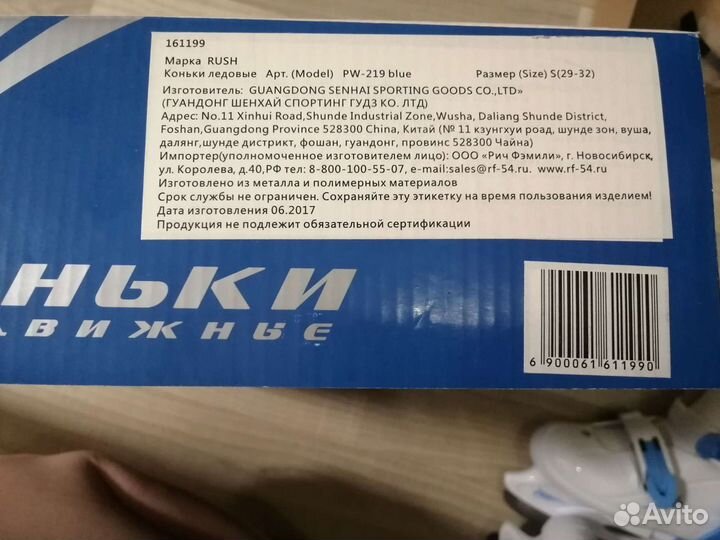 161199
Марка RUSH
Коньки ледовые Арт. (Model) PW-219 blue Размер (Size) S(29-32)
Изготовитель: GUANGDONG SENHAI SPORTING GOODS CO.,LTD»
(ГУАНДОНГ ШЕНХАЙ СПОРТИНГ ГУДЗ КО. ЛТД)
Адрес: No.11 Xinhui Road,Shunde Industrial Zone,Wusha, Daliang Shunde District,
Foshan,Guangdong Province 528300 China, Китай (№ 11 кзунгхуи роад, шунде зон, вуша,
далянг,шунде дистрикт, фошан, гуандонг, провинс 528300 Чайна)
Импортер(уполномоченное изготовителем лицо): ООО «Рич Фэмили», г. Новосибирск,
ул. Королева, д.40,РФ тел: 8-800-100-55-07, e-mail:sales@rf-54.ru. www.rf-54.ru
Изготовлено из металла и полимерных материалов
Срок службы не ограничен. Сохраняйте эту этикетку на время пользования изделием!
Дата изготовления 06.2017
Продукция не подлежит обязательной сертификации
НЬКИ
ДВИЖНЫЕ
6 900061 611990
Avito